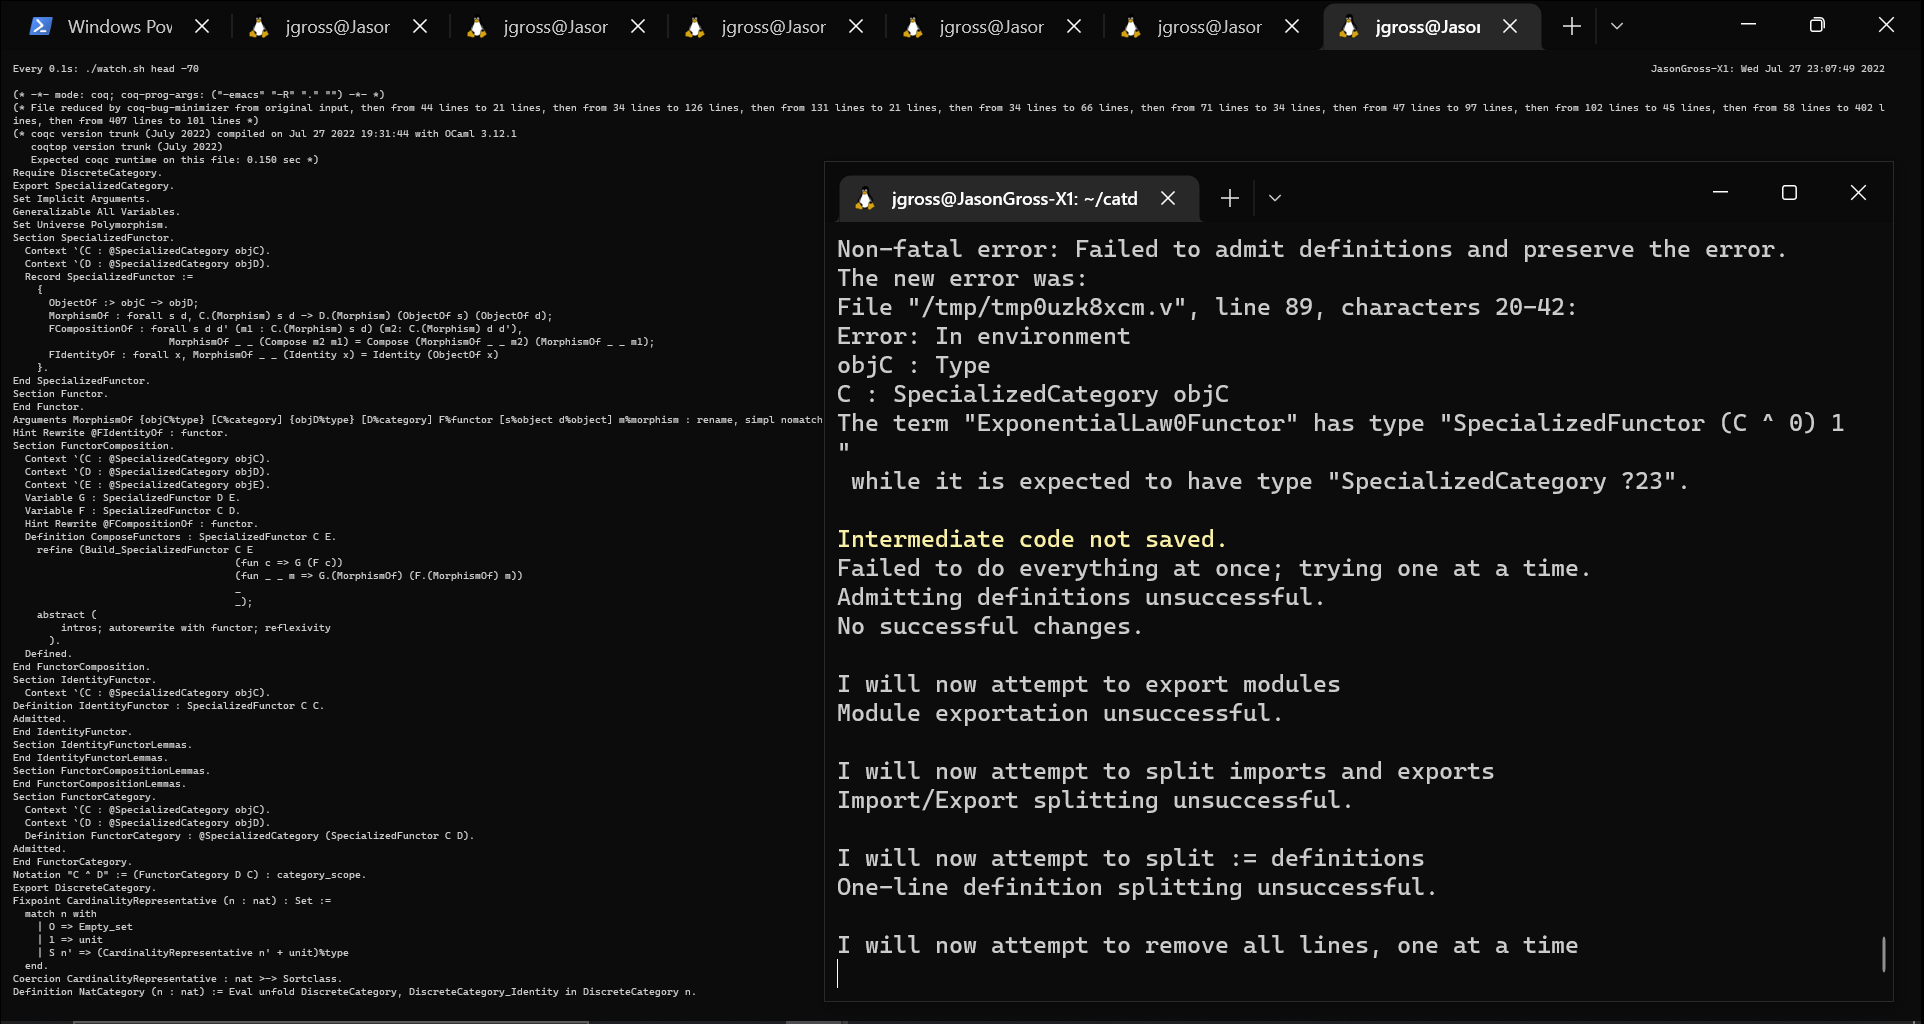 Windows Pow
jgross@Jasor
jgross@Jasor
jgross@Jasor
jgross@Jasor
jgross@Jasor
jgross@Jasor
Every 0.1s: ./watch.sh head -70
JasonGross-X1: Wed Jul 27 23:07:49 2022
(* -*- mode: coq; coq-prog-args: ("-emacs" "-R" "." "") -*- *)
(* File reduced by coq-bug-minimizer from original input, then from 44 lines to 21 lines, then from 34 lines to 126 lines, then from 131 lines to 21 lines, then from 34 lines to 66 lines, then from 71 lines to 34 lines, then from 47 lines to 97 lines, then from 102 lines to 45 lines, then from 58 lines to 402 l
ines, then from 407 lines to 101 lines *)
(* coqc version trunk (July 2022) compiled on Jul 27 2022 19:31:44 with OCaml 3.12.1
   coqtop version trunk (July 2022)
   Expected coqc runtime on this file: 0.150 sec *)
Require DiscreteCategory.
Export SpecializedCategory.
Set Implicit Arguments.
Generalizable All Variables.
Set Universe Polymorphism.
Section SpecializedFunctor.
  Context `(C : @SpecializedCategory objC).
  Context `(D : @SpecializedCategory objD).
  Record SpecializedFunctor :=
    {
      ObjectOf :> objC -> objD;
      MorphismOf : forall s d, C.(Morphism) s d -> D.(Morphism) (ObjectOf s) (ObjectOf d);
      FCompositionOf : forall s d d' (m1 : C.(Morphism) s d) (m2: C.(Morphism) d d'),
                          MorphismOf _ _ (Compose m2 m1) = Compose (MorphismOf _ _ m2) (MorphismOf _ _ m1);
      FIdentityOf : forall x, MorphismOf _ _ (Identity x) = Identity (ObjectOf x)
    }.
End SpecializedFunctor.
Section Functor.
End Functor.
Arguments MorphismOf {objC%type} [C%category] {objD%type} [D%category] F%functor [s%object d%object] m%morphism : rename, simpl nomatch
Hint Rewrite @FIdentityOf : functor.
Section FunctorComposition.
  Context `(C : @SpecializedCategory objC).
  Context `(D : @SpecializedCategory objD).
  Context `(E : @SpecializedCategory objE).
  Variable G : SpecializedFunctor D E.
  Variable F : SpecializedFunctor C D.
  Hint Rewrite @FCompositionOf : functor.
  Definition ComposeFunctors : SpecializedFunctor C E.
    refine (Build_SpecializedFunctor C E
                                     (fun c => G (F c))
                                     (fun _ _ m => G.(MorphismOf) (F.(MorphismOf) m))
                                     _
                                     _);
    abstract (
        intros; autorewrite with functor; reflexivity
      ).
  Defined.
End FunctorComposition.
Section IdentityFunctor.
  Context `(C : @SpecializedCategory objC).
Definition IdentityFunctor : SpecializedFunctor C C.
Admitted.
End IdentityFunctor.
Section IdentityFunctorLemmas.
End IdentityFunctorLemmas.
Section FunctorCompositionLemmas.
End FunctorCompositionLemmas.
Section FunctorCategory.
  Context `(C : @SpecializedCategory objC).
  Context `(D : @SpecializedCategory objD).
  Definition FunctorCategory : @SpecializedCategory (SpecializedFunctor C D).
Admitted.
End FunctorCategory.
Notation "C ^ D" := (FunctorCategory D C) : category_scope.
Export DiscreteCategory.
Fixpoint CardinalityRepresentative (n : nat) : Set :=
  match n with
    | O => Empty_set
    | 1 => unit
    | S n' => (CardinalityRepresentative n' + unit)%type
  end.
Coercion CardinalityRepresentative : nat >-> Sortclass.
Definition NatCategory (n : nat) := Eval unfold DiscreteCategory, DiscreteCategory_Identity in DiscreteCategory n.
jgross@JasonGross-X1: ~/catd
Non-fatal error: Failed to admit definitions and preserve the error.
The new error was:
File "/tmp/tmp0uzk8xcm.v", line 89, characters 20-42:
Error: In environment
objC : Type
C : SpecializedCategory objC
The term "ExponentialLaw0Functor" has type "SpecializedFunctor (C ^ 0) 1
"
 while it is expected to have type "SpecializedCategory ?23".
Intermediate code not saved.
Failed to do everything at once; trying one at a time.
Admitting definitions unsuccessful.
No successful changes.
I will now attempt to export modules
Module exportation unsuccessful.
I will now attempt to split imports and exports
Import/Export splitting unsuccessful.
I will now attempt to split := definitions
One-line definition splitting unsuccessful.
I will now attempt to remove all lines, one at a time